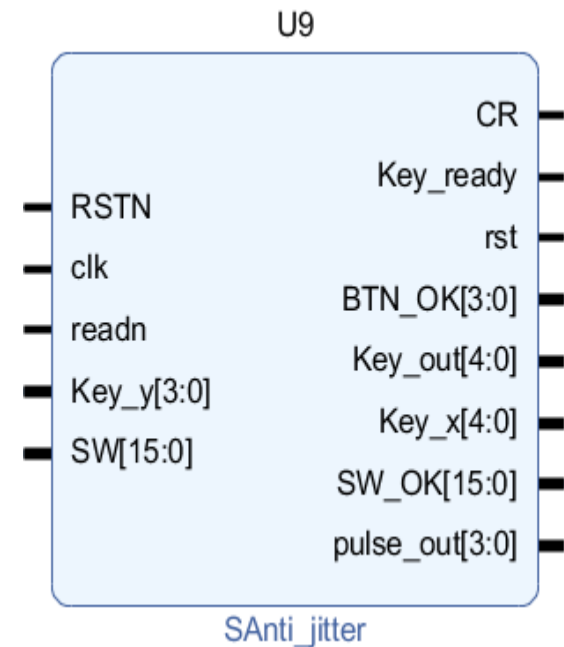 U9
RSTN
clk
readn
Key_y[3:0]
SW[15:0]
CR
Key_ready
rst
BTN_OK[3:0]
Key_out[4:0]
Key_x[4:0]
SW_OK[15:0]
pulse_out[3:0]
SAnti_jitter